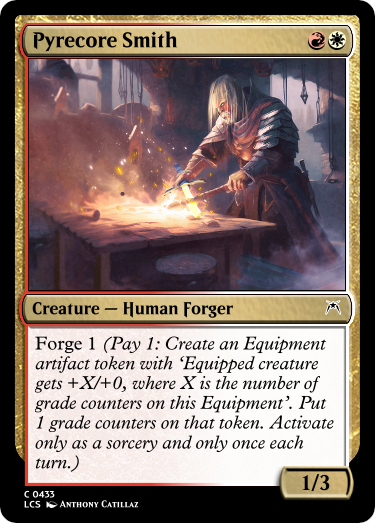 Pyrecore Smith
Creature — Human Forger
Forge 1 (Pay 1: Create an Equipment
artifact token with ‘Equipped creature
gets +X/+0, where X is the number of
grade counters on this Equipment’. Put
1 grade counters on that token. Activate
only as a sorcery and only once each
turn.)
1/3
C 0433
LCS Anthony Catillaz